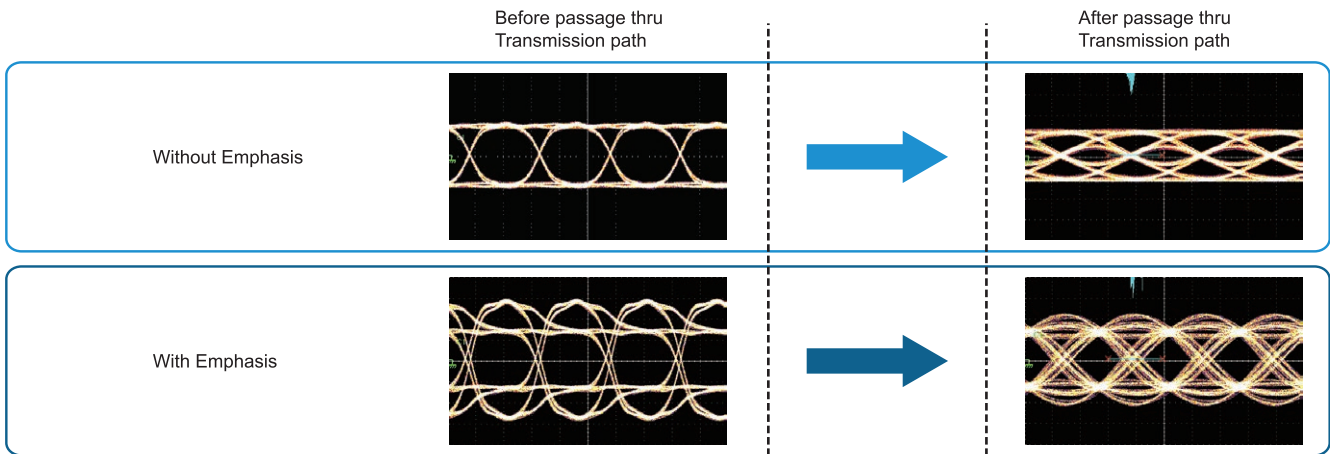 Before passage thru
Transmission path
After passage thru
Transmission path
Without Emphasis
With Emphasis